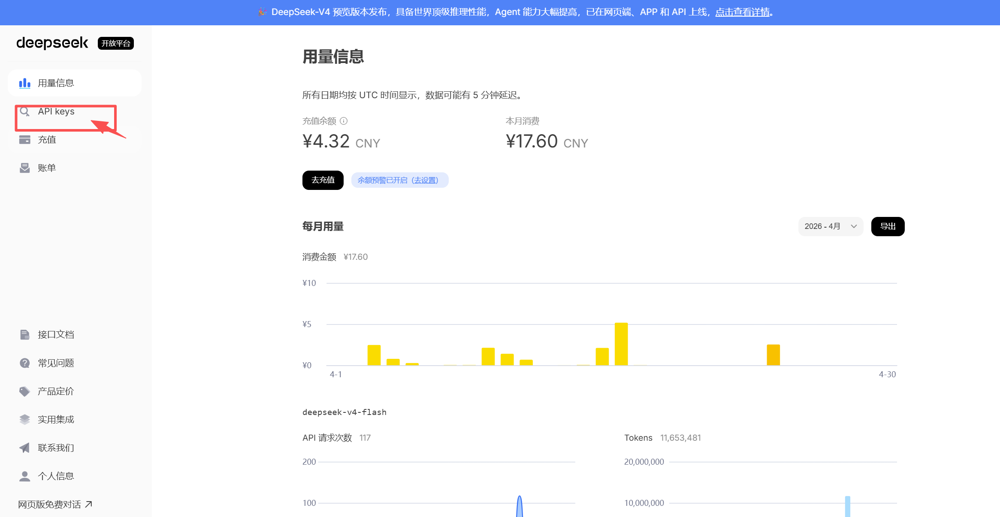 🎉 DeepSeek-V4 预览版本发布，具备世界顶级推理性能，Agent 能力大幅提高，已在网页端、APP 和 API 上线，点击查看详情。
deepseek 开放平台
用量信息
API keys
充值
账单
接口文档
常见问题
产品定价
实用集成
联系我们
个人信息
网页版免费对话
用量信息
所有日期均按 UTC 时间显示，数据可能有 5 分钟延迟。
充值余额 本月消费
¥4.32 CNY ¥17.60 CNY
去充值 余额预警已开启（去设置）
每月用量 2026 - 4月 导出
消费金额 ¥17.60
¥10
¥5
¥0
4-1 4-30
deepseek-v4-flash
API 请求次数 117 Tokens 11,653,481
200 20,000,000
100 10,000,000